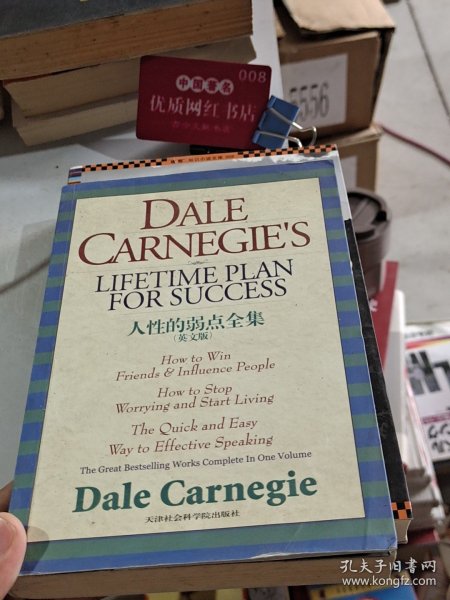 008
中国著名
优质网红书店
DALE
CARNEGIE'S
LIFETIME PLAN
FOR SUCCESS
人性的弱点全集
(英文版)
How to Win
Friends & Influence People
How to Stop
Worrying and Start Living
The Quick and Easy
Way to Effective Speaking
The Great Bestselling Works Complete In One Volume
Dale Carnegie
天津社会科学院出版社
5556
孔夫子旧书网
www.kongfz.com